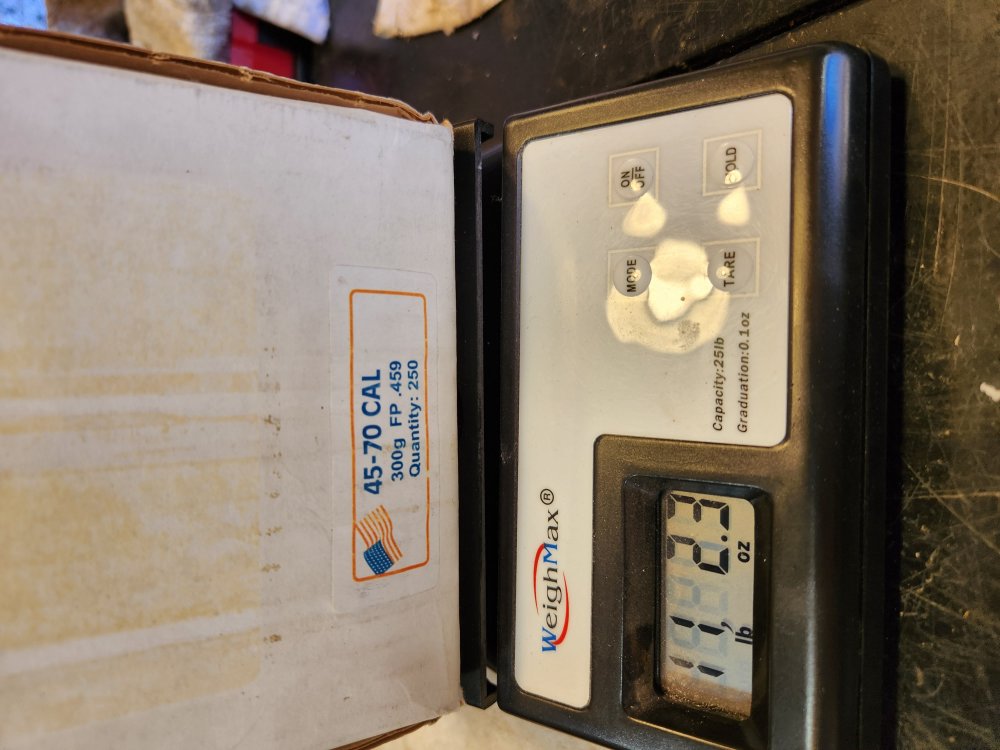 45-70 CAL
300g FP .459
Quantity: 250
WeighMax®
11 lb 2.3 oz
ON
OFF
HOLD
MODE
TARE
Capacity:25lb
Graduation:0.1oz